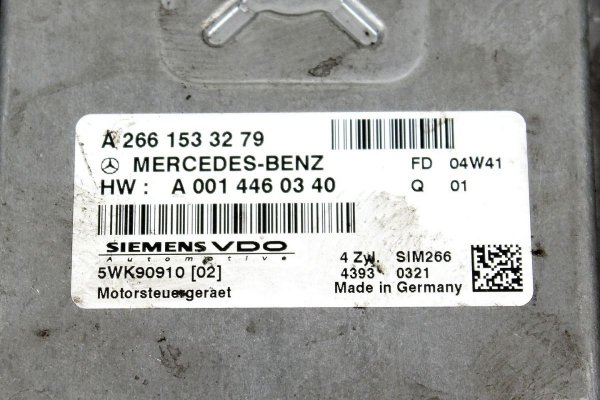 A 266 153 32 79
MERCEDES-BENZ FD 04W41
HW : A 001 446 03 40 Q 01
SIEMENS VDO
Automotive
4 Zyl. SIM266
5WK90910 [02] 4393 0321
Motorsteuergeraet Made in Germany